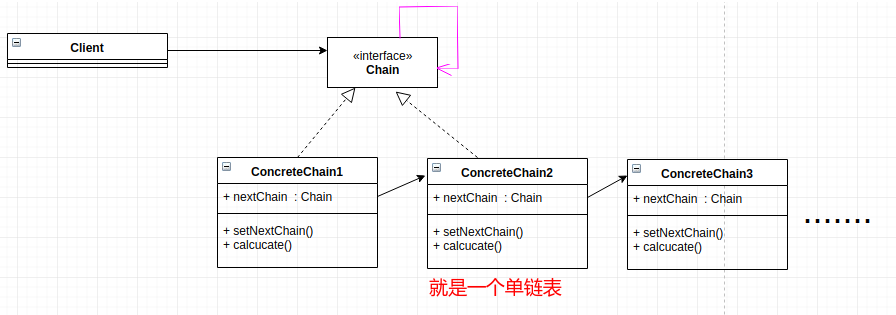 Client
«interface»
Chain
ConcreteChain1
+ nextChain : Chain
+ setNextChain()
+ calcucate()
ConcreteChain2
+ nextChain : Chain
+ setNextChain()
+ calcucate()
ConcreteChain3
+ nextChain : Chain
+ setNextChain()
+ calcucate()
.......
就是一个单链表